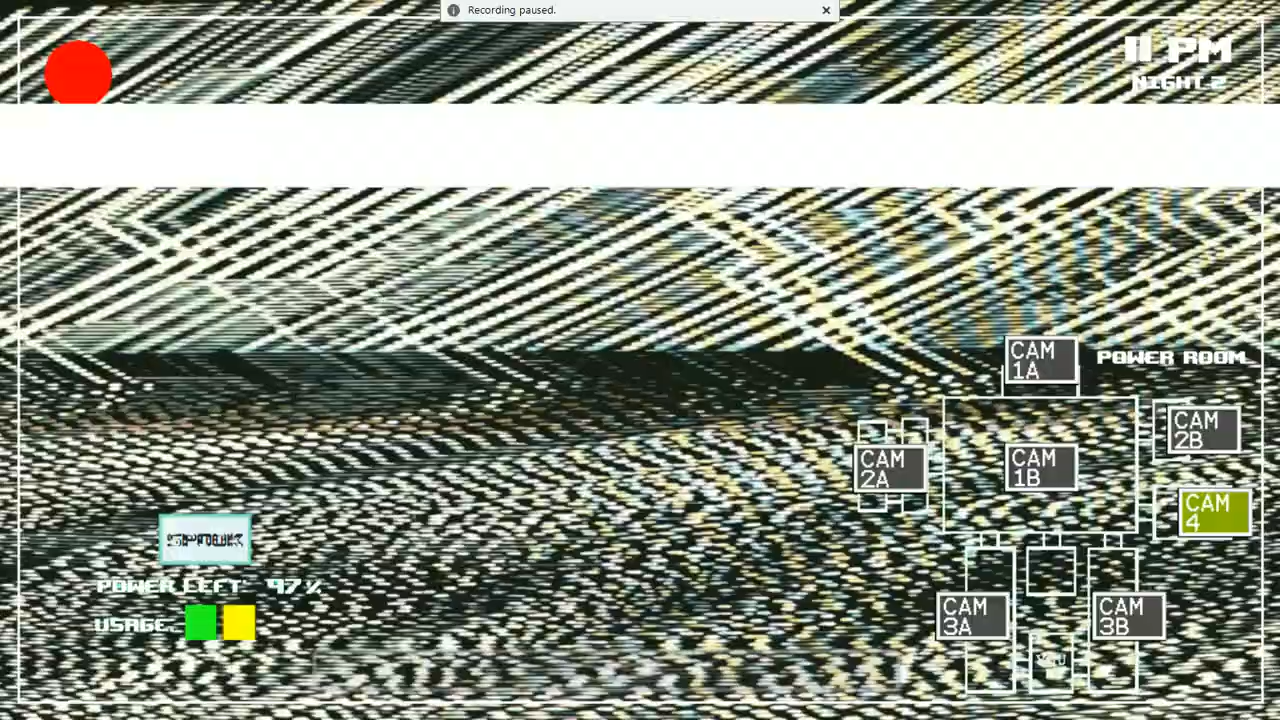 Recording paused.
11 PM
NIGHT 2
CAM
1A
POWER ROOM
CAM
2B
CAM
2A
CAM
1B
CAM
4
POWER LEFT: 97%
USAGE:
CAM
3A
CAM
3B
YOU